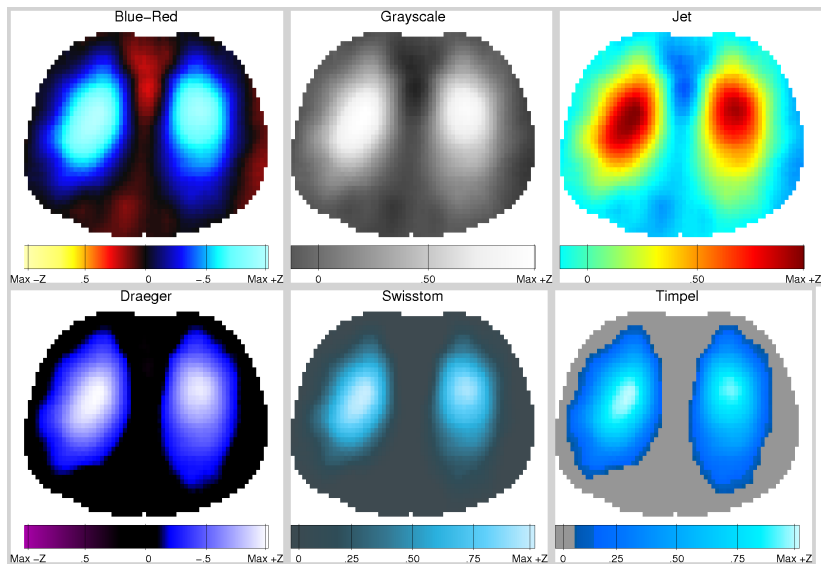 Blue−Red Grayscale Jet
Max −Z .5 0 −.5 Max +Z 0 .50 Max +Z 0 .50 Max +Z
Draeger Swisstom Timpel
Max −Z .5 0 −.5 Max +Z 0 .25 .50 .75 Max +Z 0 .25 .50 .75 Max +Z